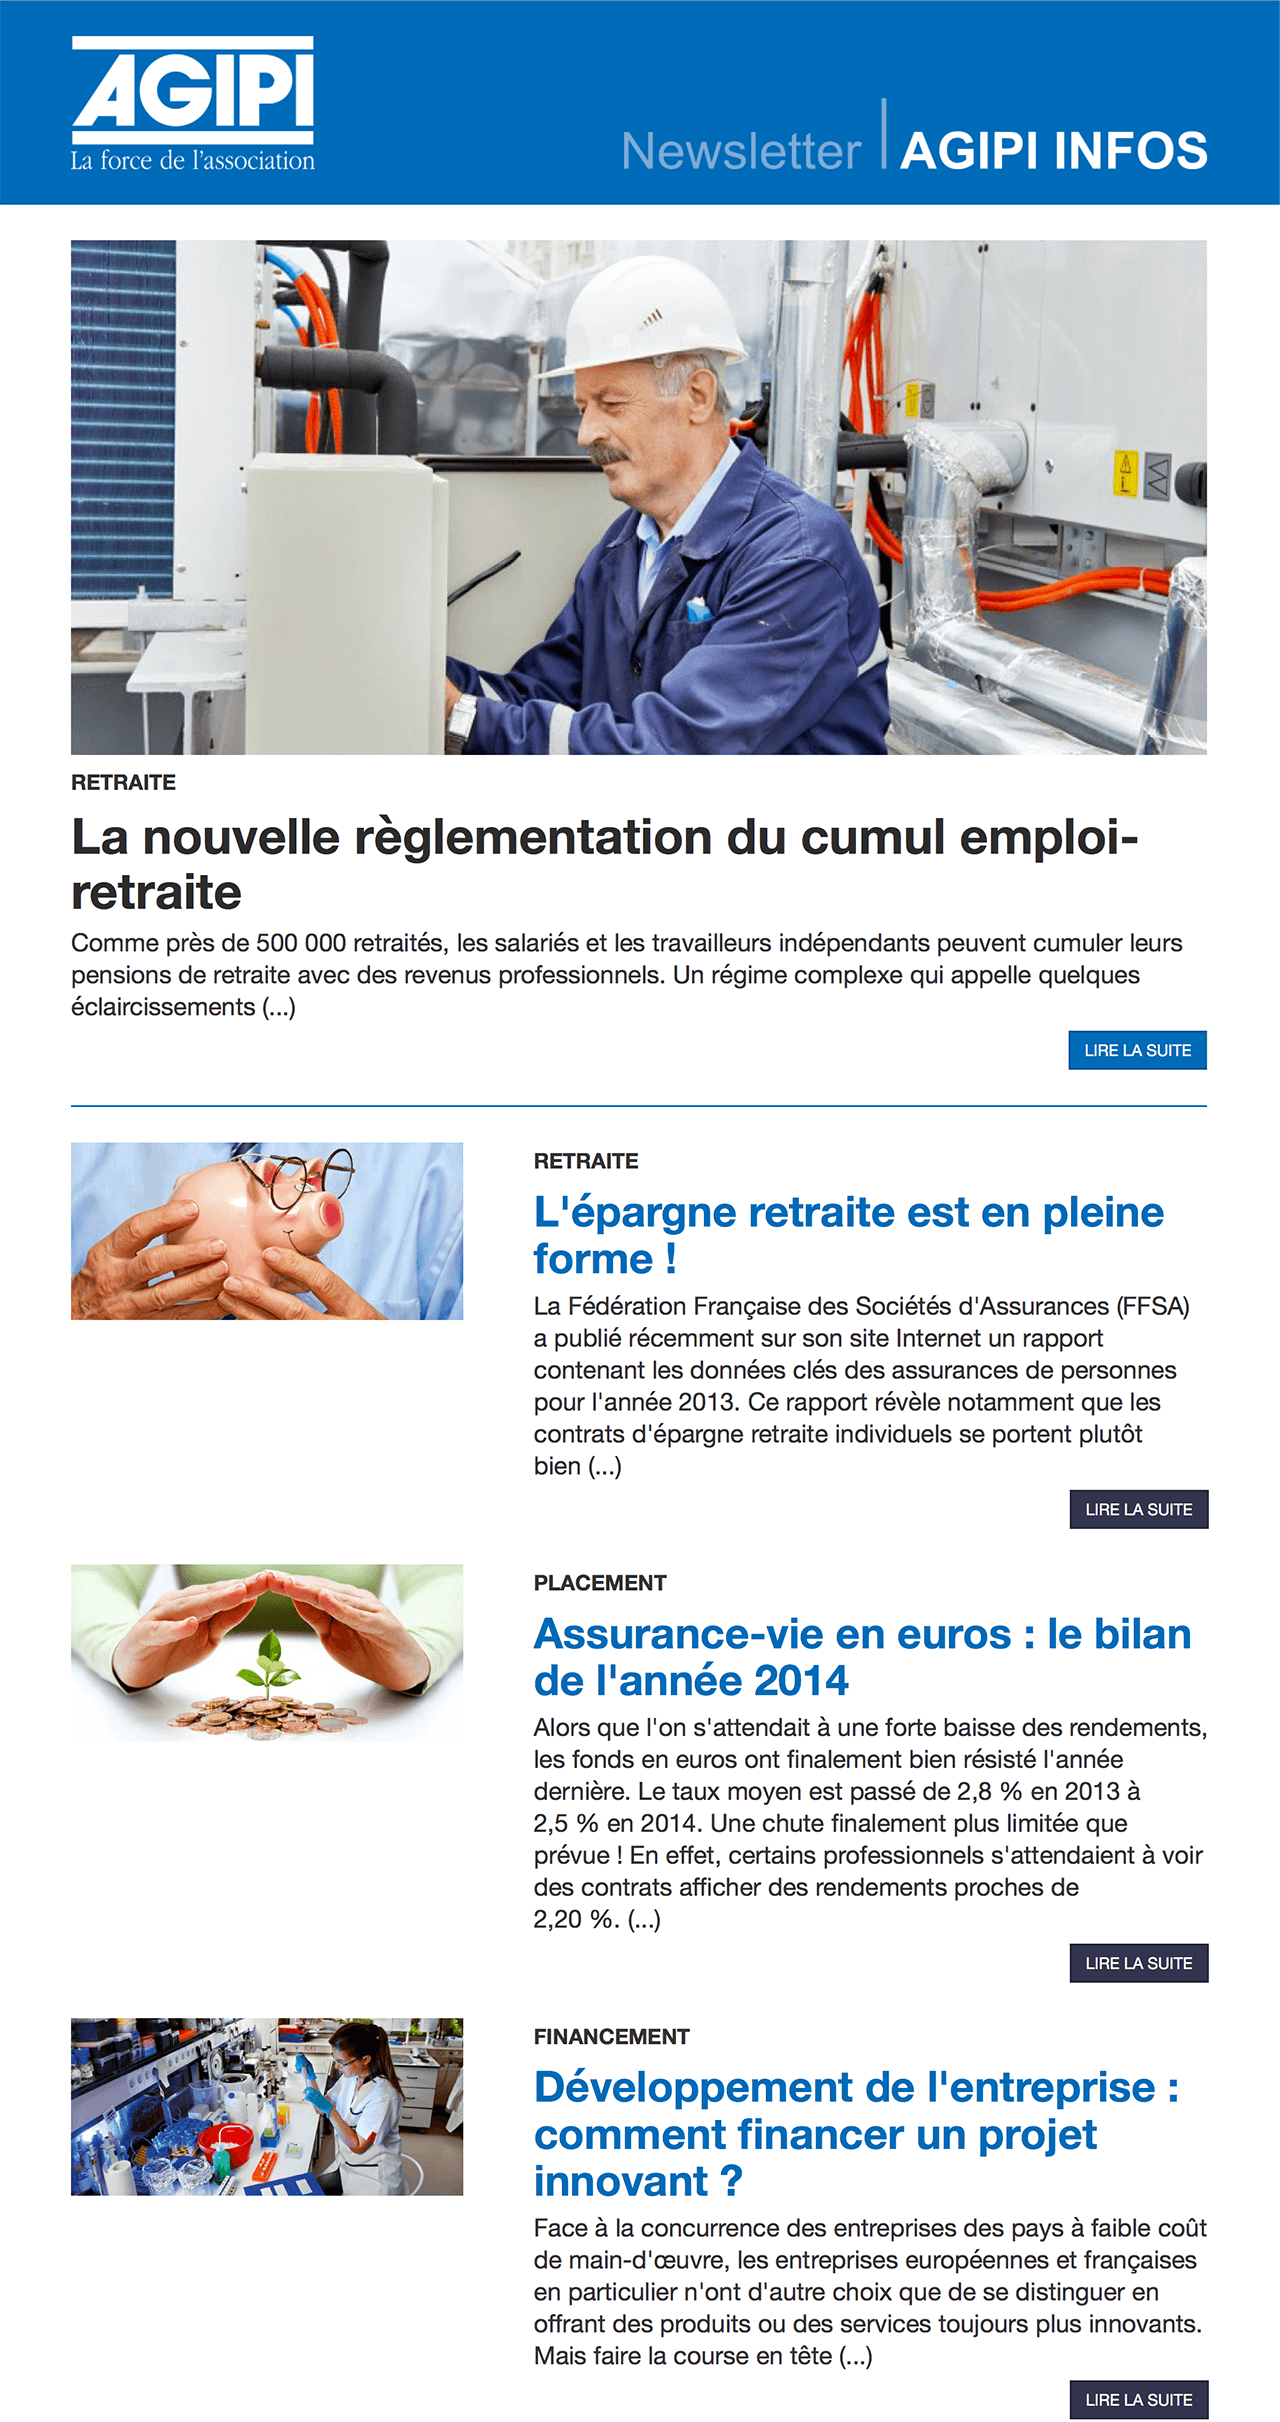 AGIPI
La force de l'association
Newsletter | AGIPI INFOS
RETRAITE
La nouvelle règlementation du cumul emploi-
retraite
Comme près de 500 000 retraités, les salariés et les travailleurs indépendants peuvent cumuler leurs
pensions de retraite avec des revenus professionnels. Un régime complexe qui appelle quelques
éclaircissements (...)
LIRE LA SUITE
RETRAITE
L'épargne retraite est en pleine
forme !
La Fédération Française des Sociétés d'Assurances (FFSA)
a publié récemment sur son site Internet un rapport
contenant les données clés des assurances de personnes
pour l'année 2013. Ce rapport révèle notamment que les
contrats d'épargne retraite individuels se portent plutôt
bien (...)
LIRE LA SUITE
PLACEMENT
Assurance-vie en euros : le bilan
de l'année 2014
Alors que l'on s'attendait à une forte baisse des rendements,
les fonds en euros ont finalement bien résisté l'année
dernière. Le taux moyen est passé de 2,8 % en 2013 à
2,5 % en 2014. Une chute finalement plus limitée que
prévue ! En effet, certains professionnels s'attendaient à voir
des contrats afficher des rendements proches de
2,20 %. (...)
LIRE LA SUITE
FINANCEMENT
Développement de l'entreprise :
comment financer un projet
innovant ?
Face à la concurrence des entreprises des pays à faible coût
de main-d'œuvre, les entreprises européennes et françaises
en particulier n'ont d'autre choix que de se distinguer en
offrant des produits ou des services toujours plus innovants.
Mais faire la course en tête (...)
LIRE LA SUITE